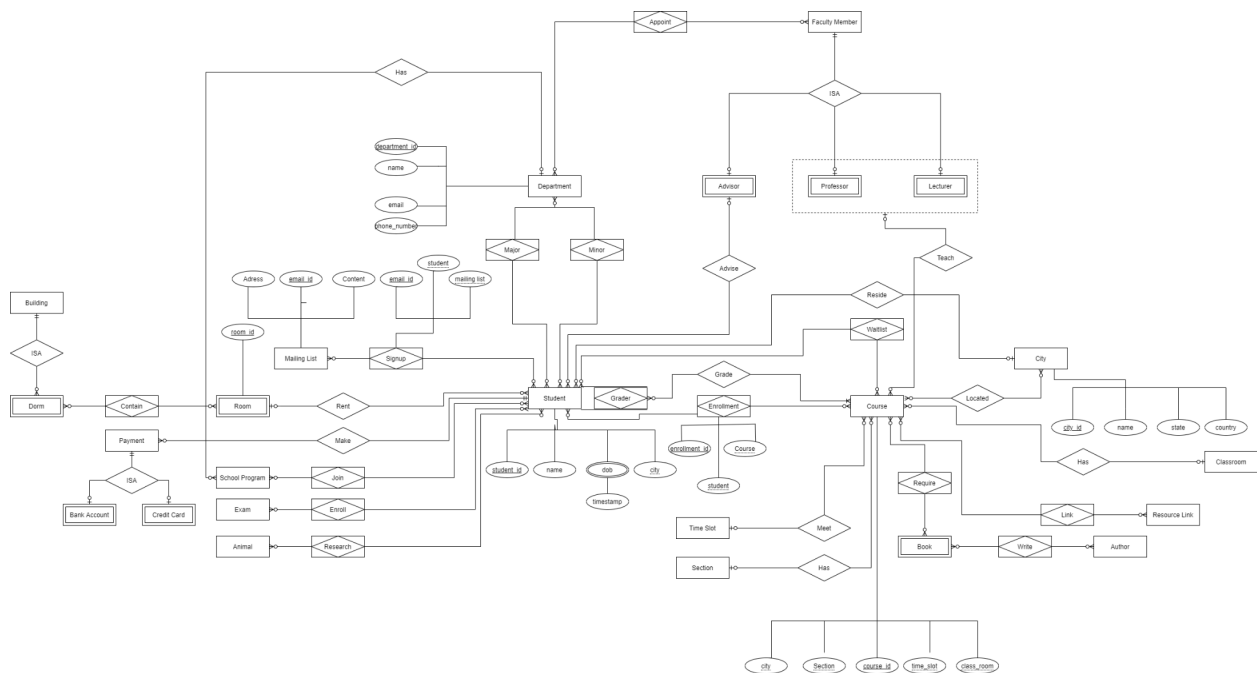 Appoint
Faculty Member
Has
ISA
department_id
name
Department
Advisor
Professor
Lecturer
email
phone_number
student
Major
Minor
Teach
Advise
Adress
email_id
Content
email_id
mailing list
Reside
Building
room_id
Waitlist
ISA
Mailing List
Signup
City
Grade
Dorm
Contain
Room
Rent
Student
Grader
Enrollment
Course
Located
Payment
Make
enrollment_id
Course
city_id
name
state
country
student_id
name
dob
city
Has
Classroom
School Program
Join
student
Require
ISA
timestamp
Bank Account
Credit Card
Exam
Enroll
Link
Resource Link
Time Slot
Meet
Animal
Research
Book
Write
Author
Section
Has
city
Section
course_id
time_slot
class_room